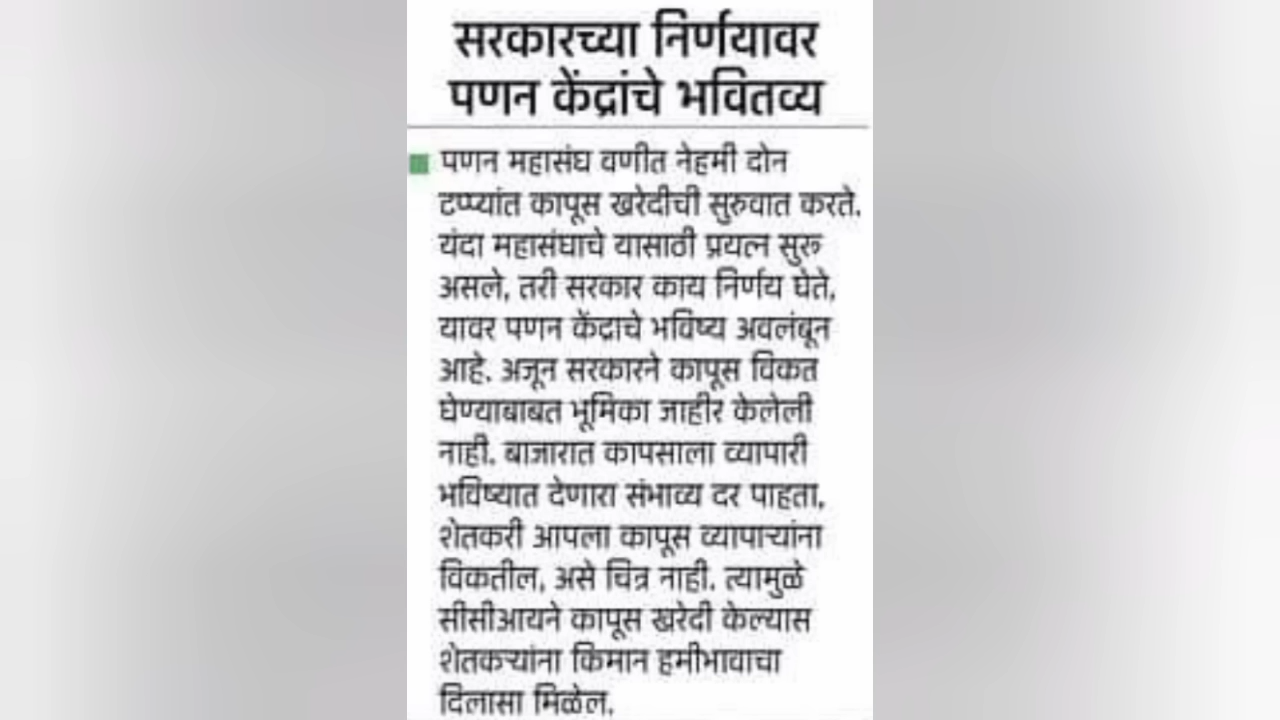 सरकारच्या निर्णयावर
पणन केंद्रांचे भवितव्य
पणन महासंघ वणीत नेहमी दोन
टप्प्यांत कापूस खरेदीची सुरुवात करते.
यंदा महासंघाचे यासाठी प्रयत्न सुरू
असले, तरी सरकार काय निर्णय घेते,
यावर पणन केंद्राचे भविष्य अवलंबून
आहे. अजून सरकारने कापूस विकत
घेण्याबाबत भूमिका जाहीर केलेली
नाही. बाजारात कापसाला व्यापारी
भविष्यात देणारा संभाव्य दर पाहता,
शेतकरी आपला कापूस व्यापाऱ्यांना
विकतील, असे चित्र नाही. त्यामुळे
सीसीआयने कापूस खरेदी केल्यास
शेतकऱ्यांना किमान हमीभावाचा
दिलासा मिळेल.